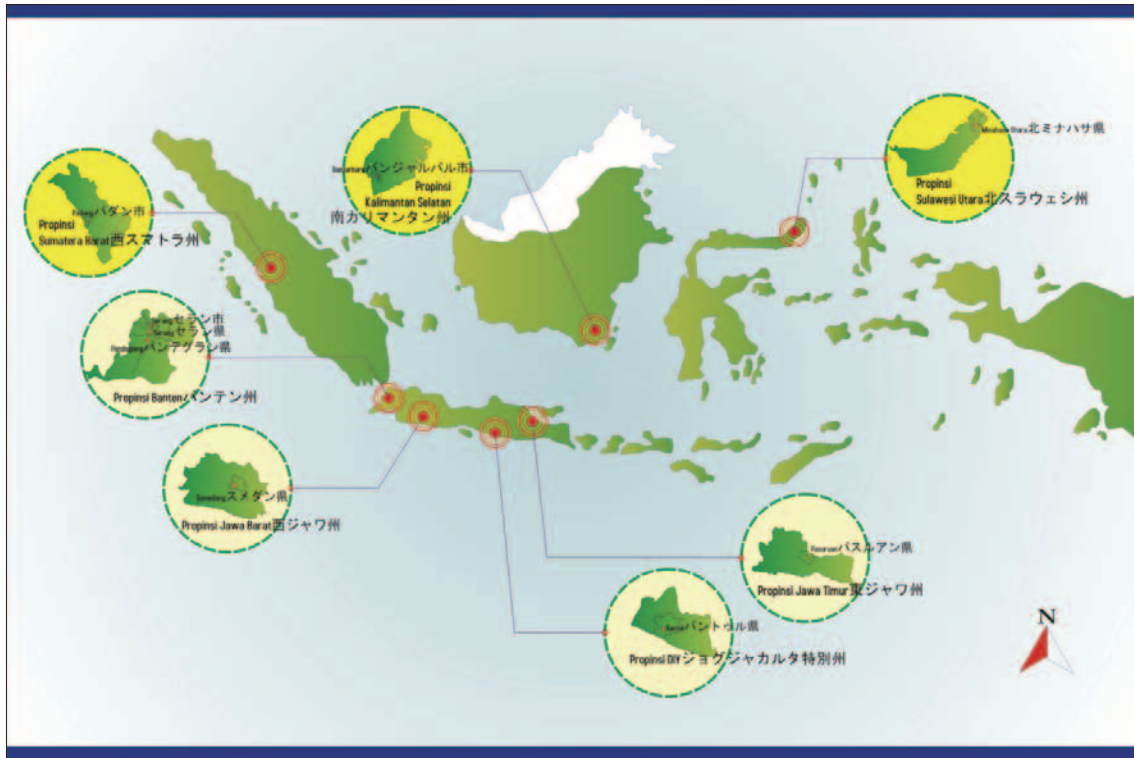 Padang パダン市
Propinsi
Sumatera Barat 西スマトラ州
バンジャルバル市
Propinsi
Kalimantan Selatan
南カリマンタン州
Minahasa Utara 北ミナハサ県
Propinsi
Sulawesi Utara 北スラウェシ州
Serang セラン市
Serang セラン県
Pandeglang パンデグラン県
Propinsi Banten バンテン州
Sumedang スメダン県
Propinsi Jawa Barat 西ジャワ州
Pasuruan パスルアン県
Propinsi Jawa Timur 東ジャワ州
Bantul バントゥル県
Propinsi DIY ジョグジャカルタ特別州
N